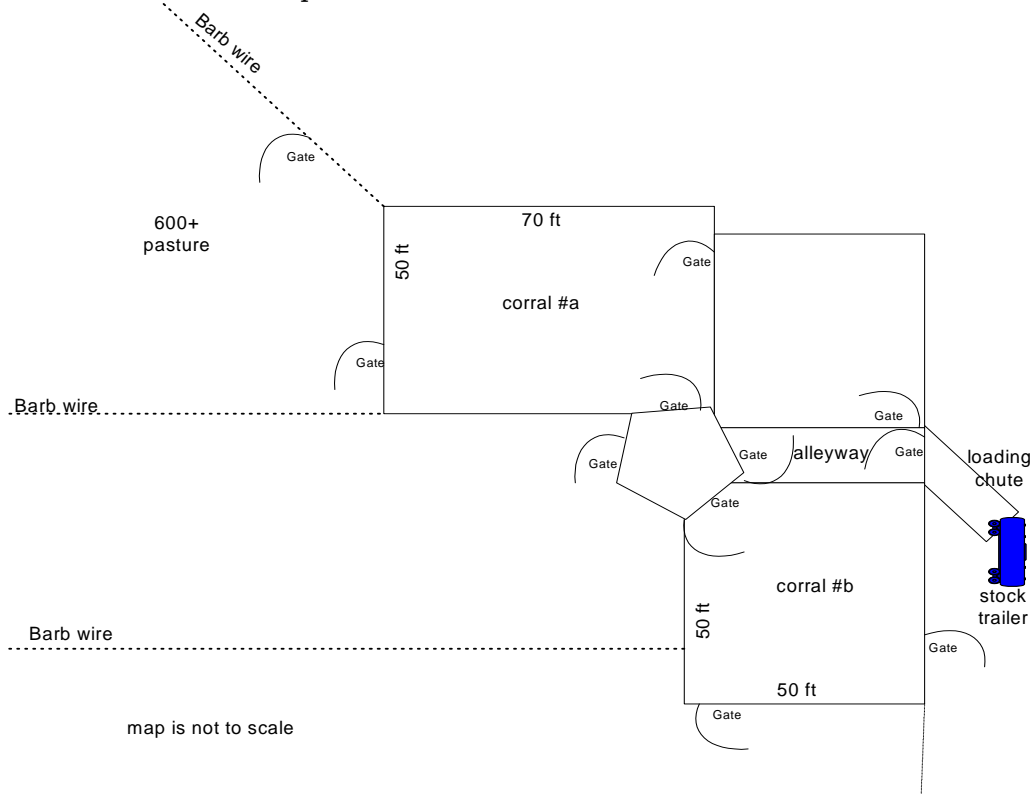 Barb wire
Gate
600+
pasture
70 ft
50 ft
Gate
corral #a
Gate
Barb wire
Gate
Gate
Gate
Gate
alleyway
Gate
loading
chute
Gate
corral #b
stock
trailer
50 ft
Barb wire
Gate
50 ft
Gate
map is not to scale